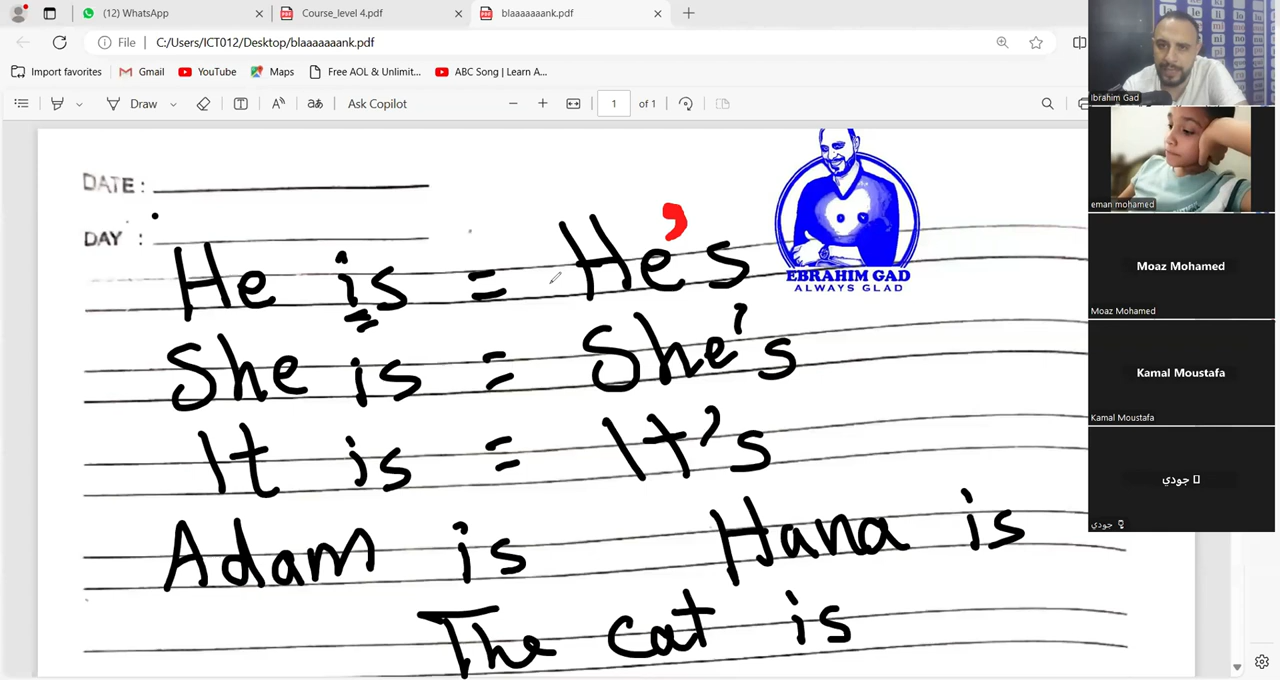 (12) WhatsApp
Course_level 4.pdf
blaaaaaaank.pdf
File C:/Users/ICT012/Desktop/blaaaaaaank.pdf
Import favorites Gmail YouTube Maps Free AOL & Unlimit... ABC Song | Learn A...
Draw Ask Copilot 1 of 1
Ibrahim Gad
eman mohamed
Moaz Mohamed
Moaz Mohamed
Kamal Moustafa
Kamal Moustafa
جودي
جودي
DATE :
DAY :
EBRAHIM GAD
ALWAYS GLAD
He is = He's
She is = She's
It is = It's
Adam is Hana is
The cat is